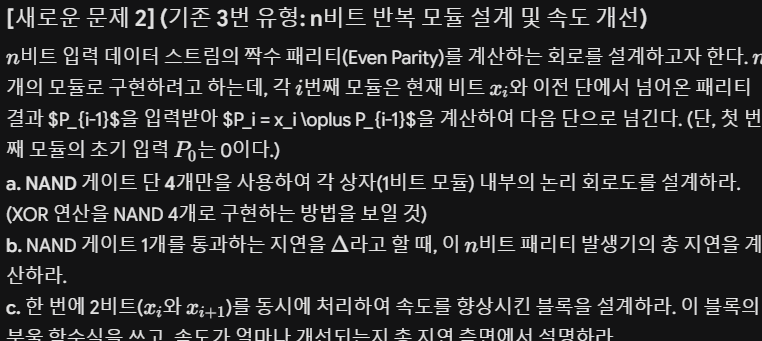 [새로운 문제 2] (기존 3번 유형: n비트 반복 모듈 설계 및 속도 개선)
n비트 입력 데이터 스트림의 짝수 패리티(Even Parity)를 계산하는 회로를 설계하고자 한다. n
개의 모듈로 구현하려고 하는데, 각 i번째 모듈은 현재 비트 x_i와 이전 단에서 넘어온 패리티
결과 $P_{i-1}$을 입력받아 $P_i = x_i \oplus P_{i-1}$을 계산하여 다음 단으로 넘긴다. (단, 첫 번
째 모듈의 초기 입력 P_0는 0이다.)
a. NAND 게이트 단 4개만을 사용하여 각 상자(1비트 모듈) 내부의 논리 회로도를 설계하라.
(XOR 연산을 NAND 4개로 구현하는 방법을 보일 것)
b. NAND 게이트 1개를 통과하는 지연을 Δ라고 할 때, 이 n비트 패리티 발생기의 총 지연을 계
산하라.
c. 한 번에 2비트(x_i와 x_{i+1})를 동시에 처리하여 속도를 향상시킨 블록을 설계하라. 이 블록의
부울 함수식을 쓰고, 속도가 얼마나 개선되는지 총 지연 측면에서 설명하라